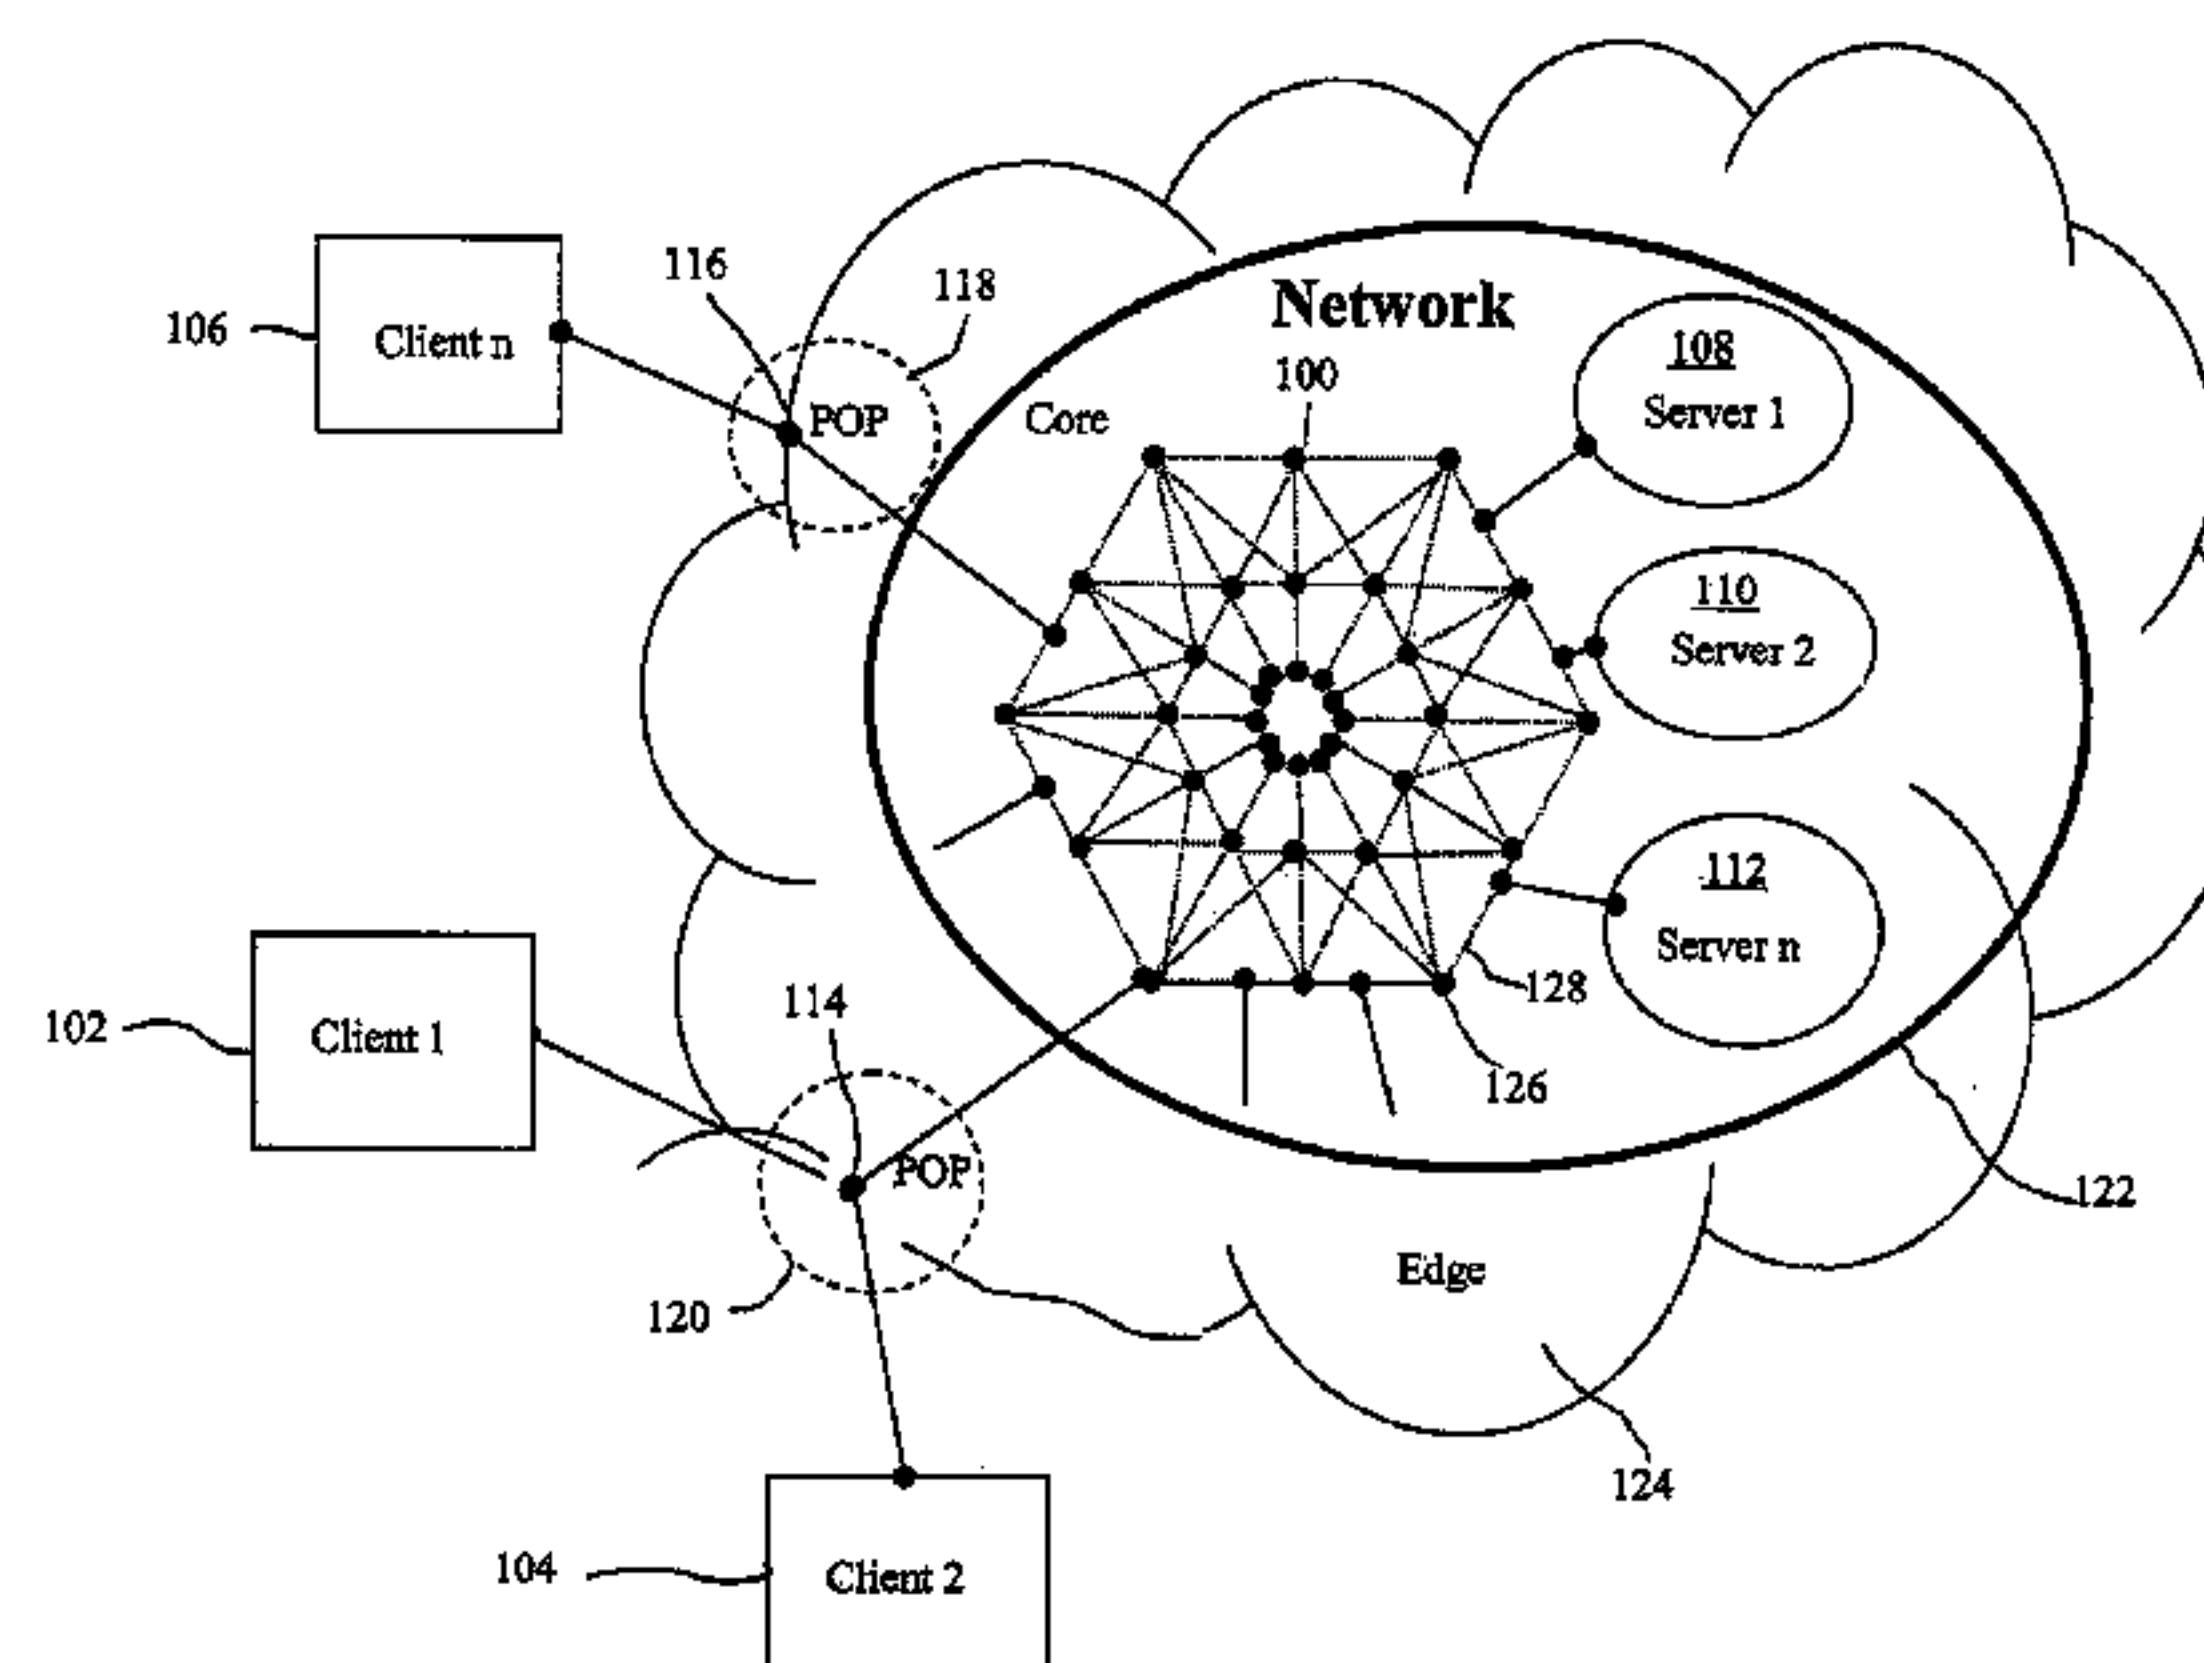 Network
116
118
106
Client n
POP
Core
100
108
Server 1
110
Server 2
112
Server n
128
126
102
Client 1
114
POP
122
120
Edge
124
104
Client 2